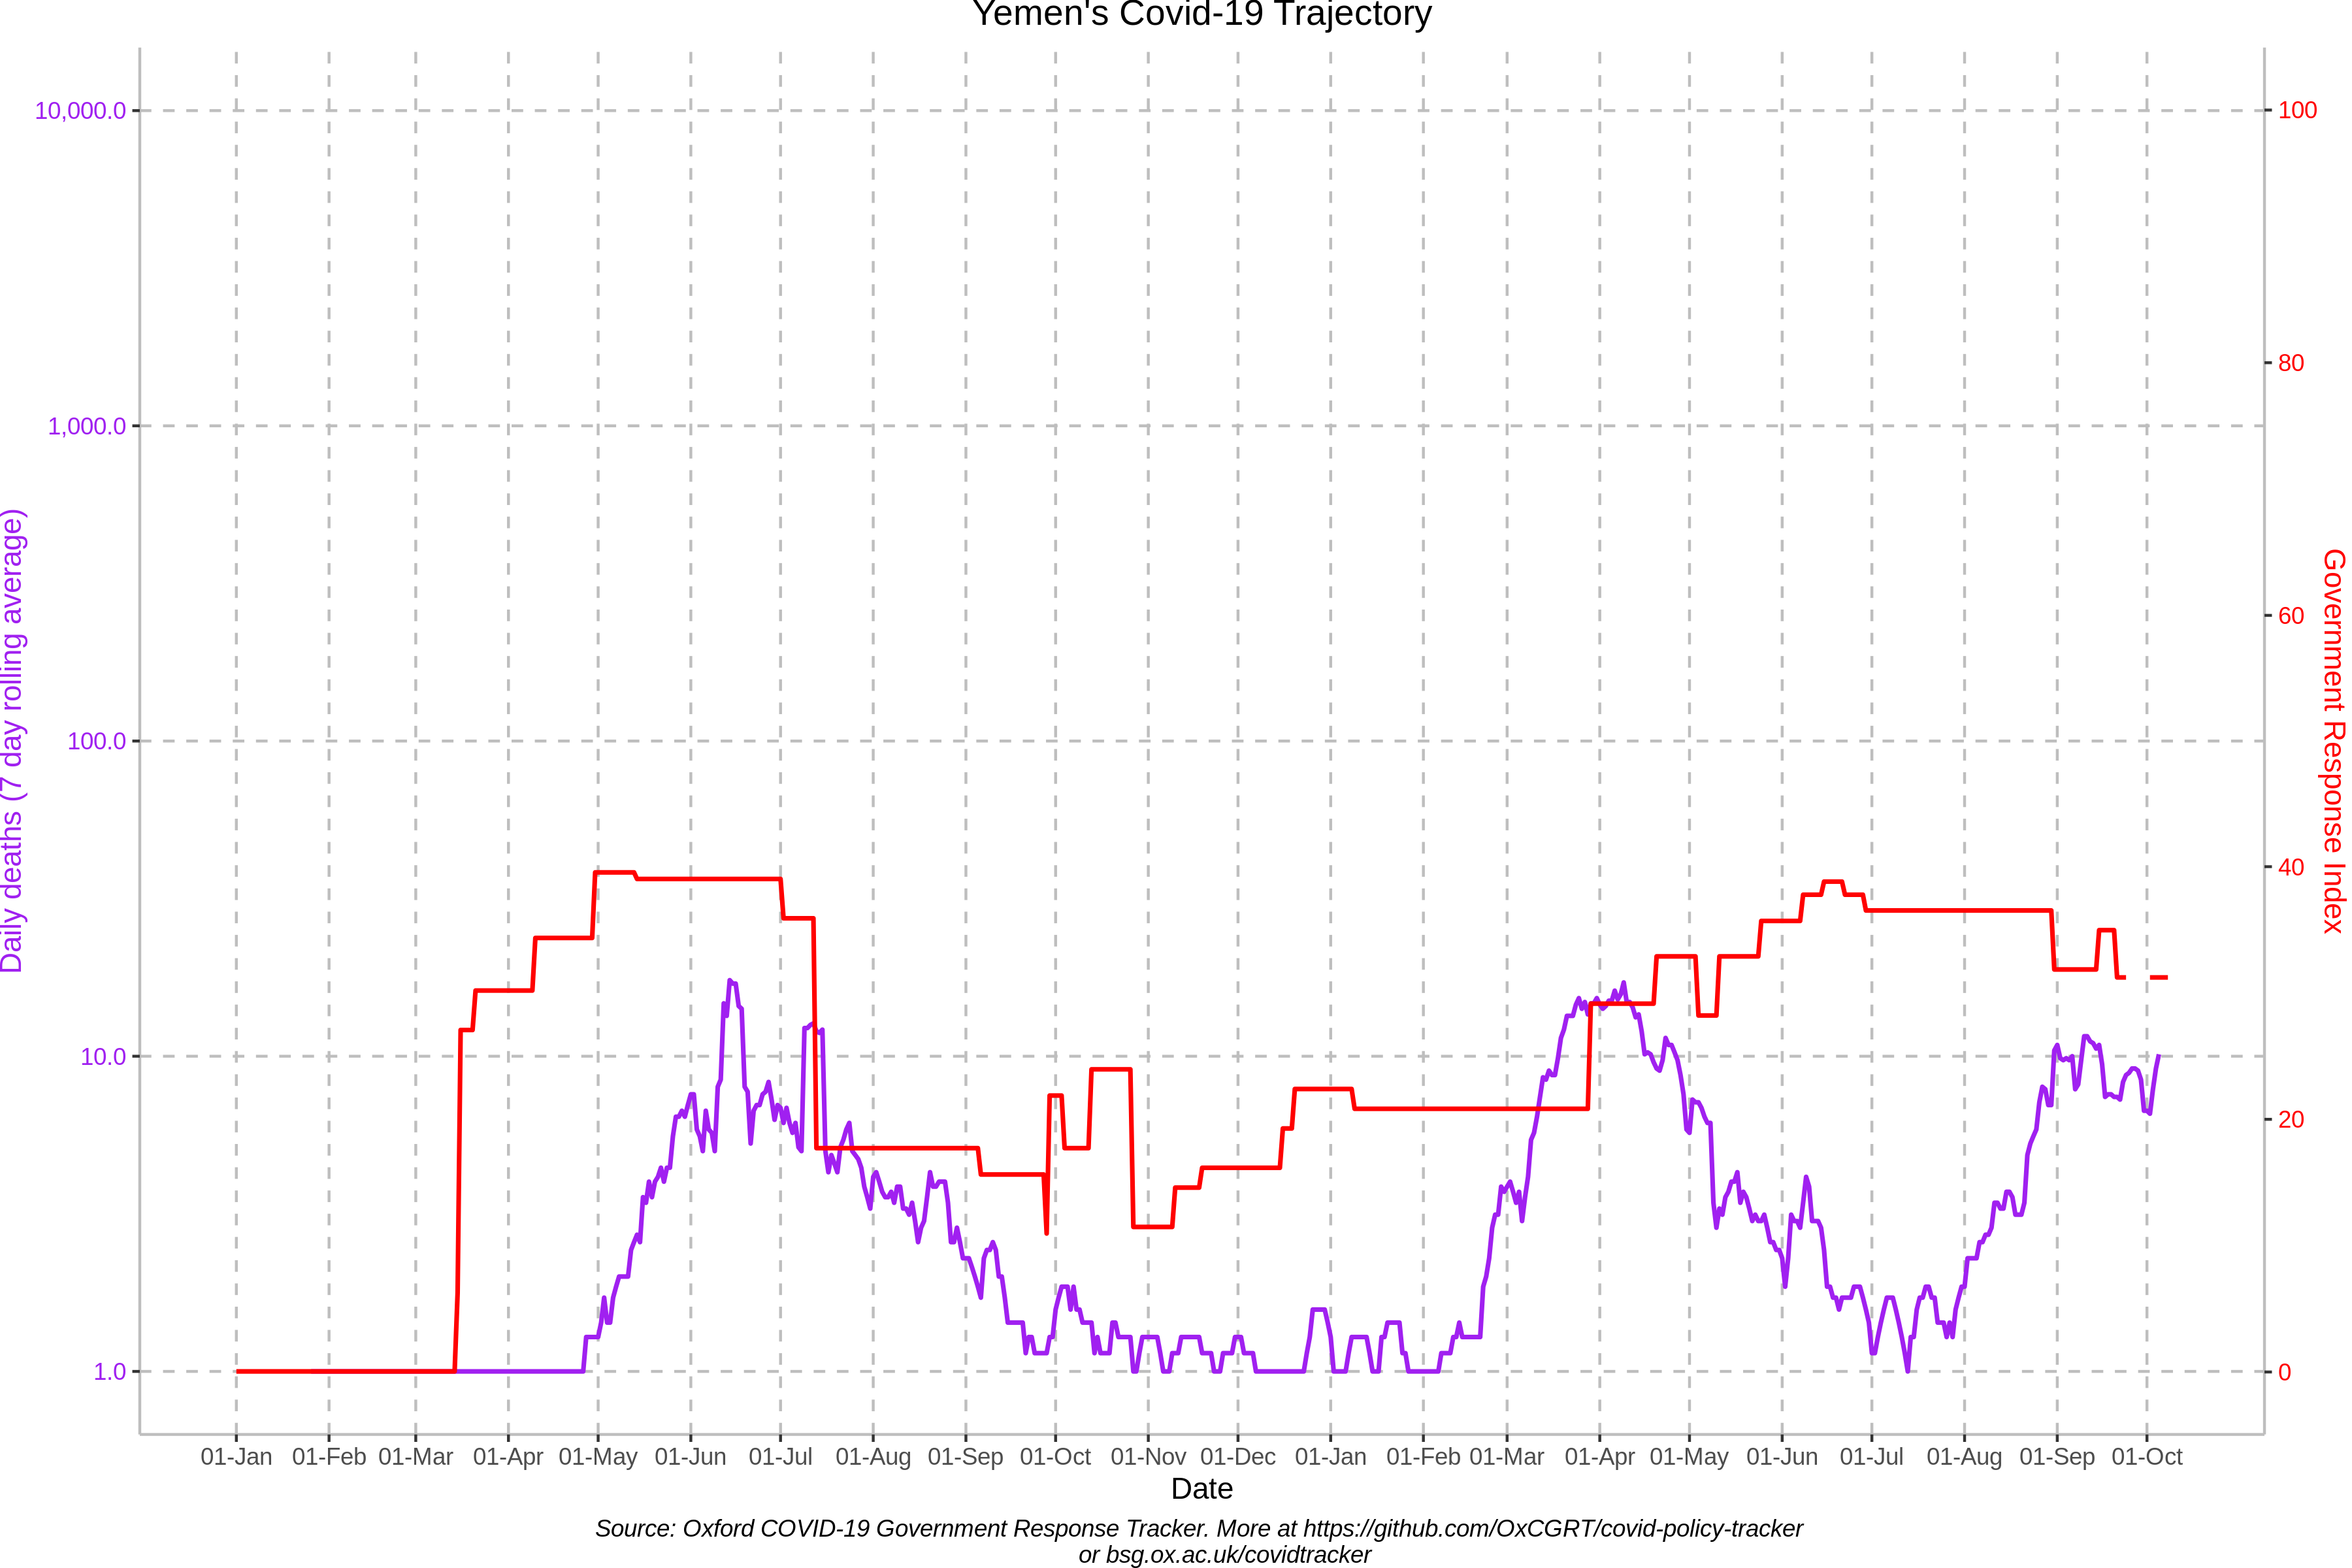 Yemen's Covid-19 Trajectory
10,000.0
1,000.0
100.0
10.0
1.0
Daily deaths (7 day rolling average)
100
80
60
40
20
0
Government Response Index
01-Jan 01-Feb 01-Mar 01-Apr 01-May 01-Jun 01-Jul 01-Aug 01-Sep 01-Oct 01-Nov 01-Dec 01-Jan 01-Feb 01-Mar 01-Apr 01-May 01-Jun 01-Jul 01-Aug 01-Sep 01-Oct
Date
Source: Oxford COVID-19 Government Response Tracker. More at https://github.com/OxCGRT/covid-policy-tracker
or bsg.ox.ac.uk/covidtracker